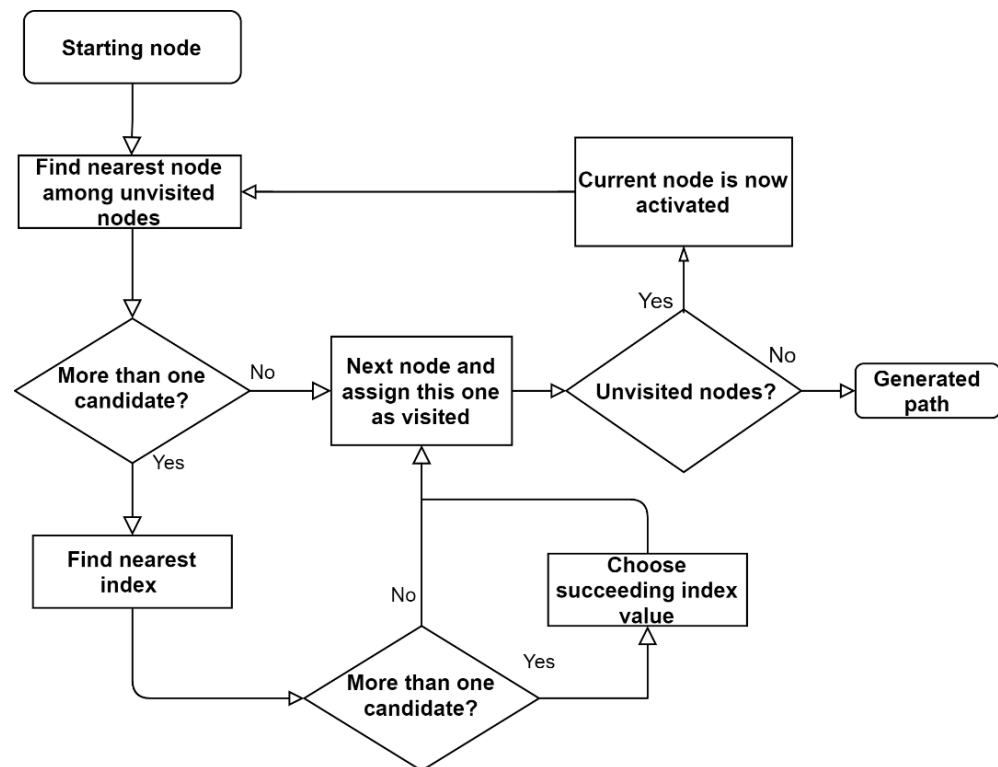 Starting node
Find nearest node
among unvisited
nodes
Current node is now
activated
More than one
candidate?
No
Yes
Next node and
assign this one
as visited
Unvisited nodes?
Yes
No
Generated
path
Find nearest
index
More than one
candidate?
No
Yes
Choose
succeeding index
value